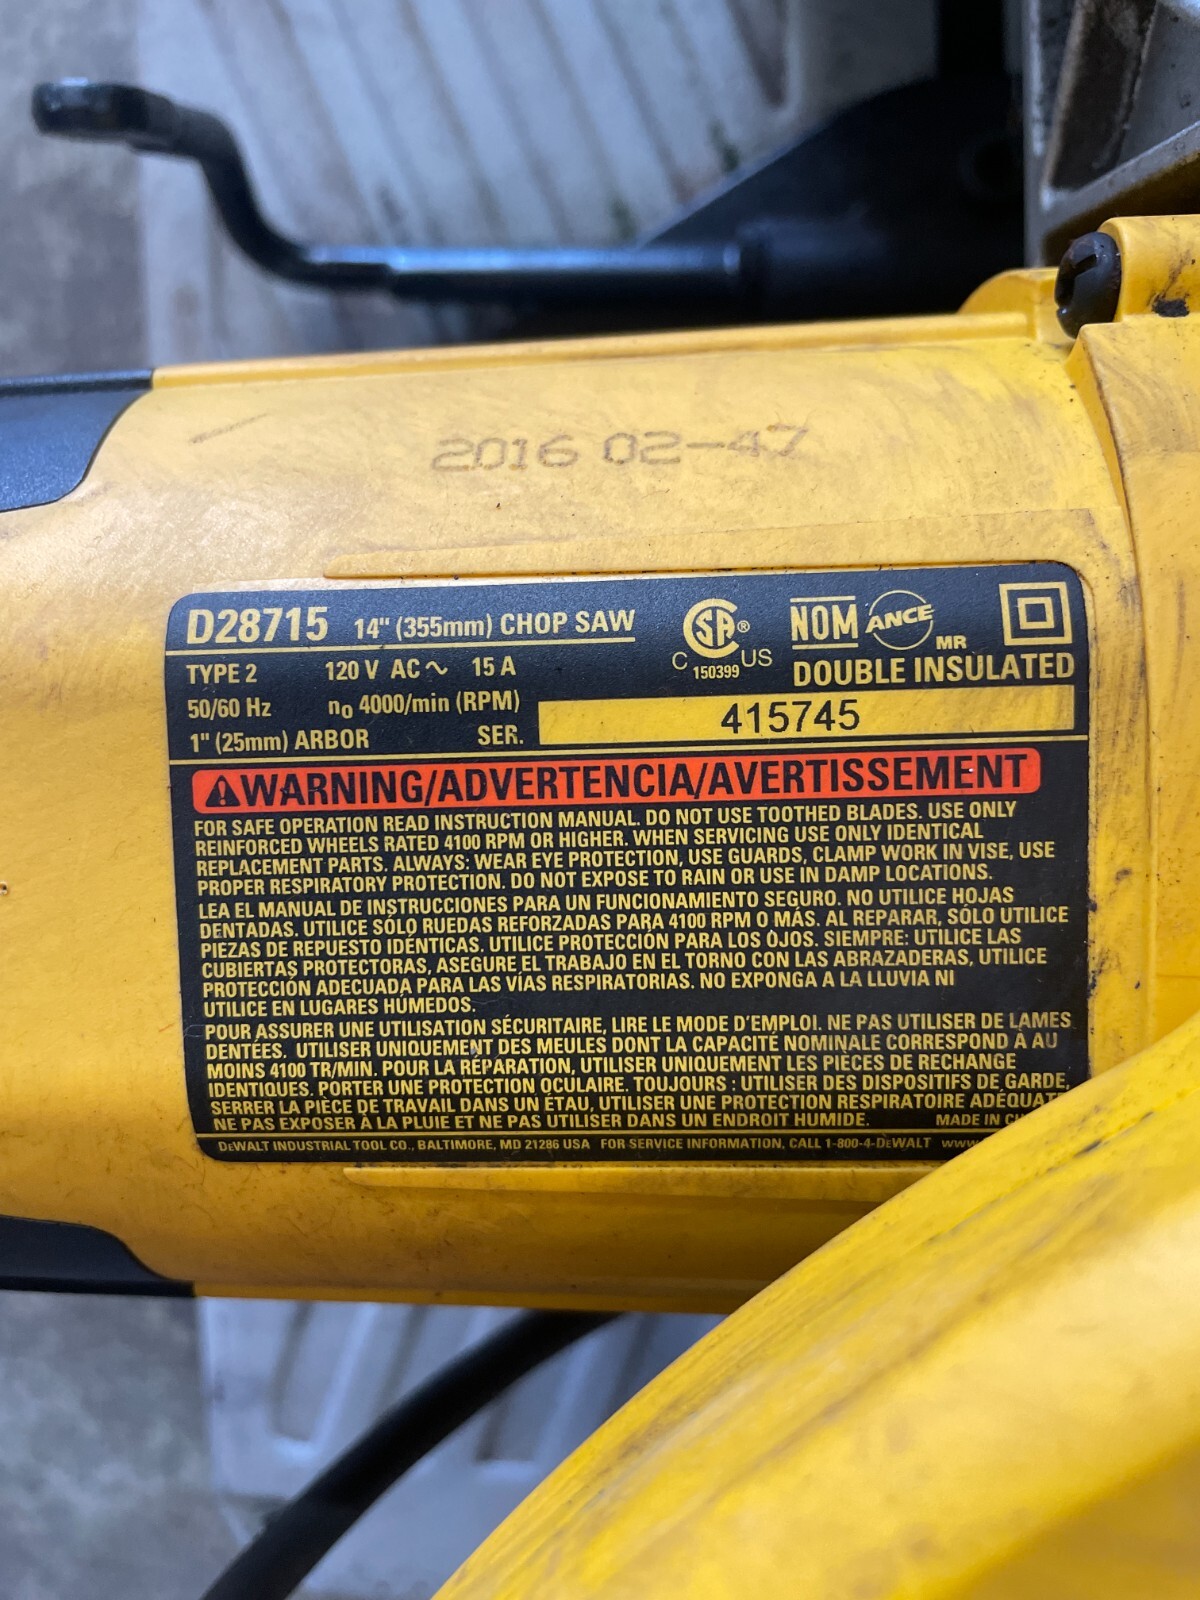 2016 02-47
D28715 14" (355mm) CHOP SAW
TYPE 2 120 V AC ~ 15 A
50/60 Hz no 4000/min (RPM)
1" (25mm) ARBOR SER. 415745
CSA® C US 150399
NOM ANCE MR
DOUBLE INSULATED
⚠WARNING/ADVERTENCIA/AVERTISSEMENT
FOR SAFE OPERATION READ INSTRUCTION MANUAL. DO NOT USE TOOTHED BLADES. USE ONLY
REINFORCED WHEELS RATED 4100 RPM OR HIGHER. WHEN SERVICING USE ONLY IDENTICAL
REPLACEMENT PARTS. ALWAYS: WEAR EYE PROTECTION, USE GUARDS, CLAMP WORK IN VISE, USE
PROPER RESPIRATORY PROTECTION. DO NOT EXPOSE TO RAIN OR USE IN DAMP LOCATIONS.
LEA EL MANUAL DE INSTRUCCIONES PARA UN FUNCIONAMIENTO SEGURO. NO UTILICE HOJAS
DENTADAS. UTILICE SÓLO RUEDAS REFORZADAS PARA 4100 RPM O MÁS. AL REPARAR, SÓLO UTILICE
PIEZAS DE REPUESTO IDÉNTICAS. UTILICE PROTECCIÓN PARA LOS OJOS. SIEMPRE: UTILICE LAS
CUBIERTAS PROTECTORAS, ASEGURE EL TRABAJO EN EL TORNO CON LAS ABRAZADERAS, UTILICE
PROTECCIÓN ADECUADA PARA LAS VÍAS RESPIRATORIAS. NO EXPONGA A LA LLUVIA NI
UTILICE EN LUGARES HÚMEDOS.
POUR ASSURER UNE UTILISATION SÉCURITAIRE, LIRE LE MODE D'EMPLOI. NE PAS UTILISER DE LAMES
DENTÉES. UTILISER UNIQUEMENT DES MEULES DONT LA CAPACITÉ NOMINALE CORRESPOND À AU
MOINS 4100 TR/MIN. POUR LA RÉPARATION, UTILISER UNIQUEMENT LES PIÈCES DE RECHANGE
IDENTIQUES. PORTER UNE PROTECTION OCULAIRE. TOUJOURS : UTILISER DES DISPOSITIFS DE GARDE,
SERRER LA PIÈCE DE TRAVAIL DANS UN ÉTAU, UTILISER UNE PROTECTION RESPIRATOIRE ADÉQUAT
NE PAS EXPOSER À LA PLUIE ET NE PAS UTILISER DANS UN ENDROIT HUMIDE. MADE IN
DEWALT INDUSTRIAL TOOL CO., BALTIMORE, MD 21286 USA FOR SERVICE INFORMATION, CALL 1-800-4-DEWALT www.